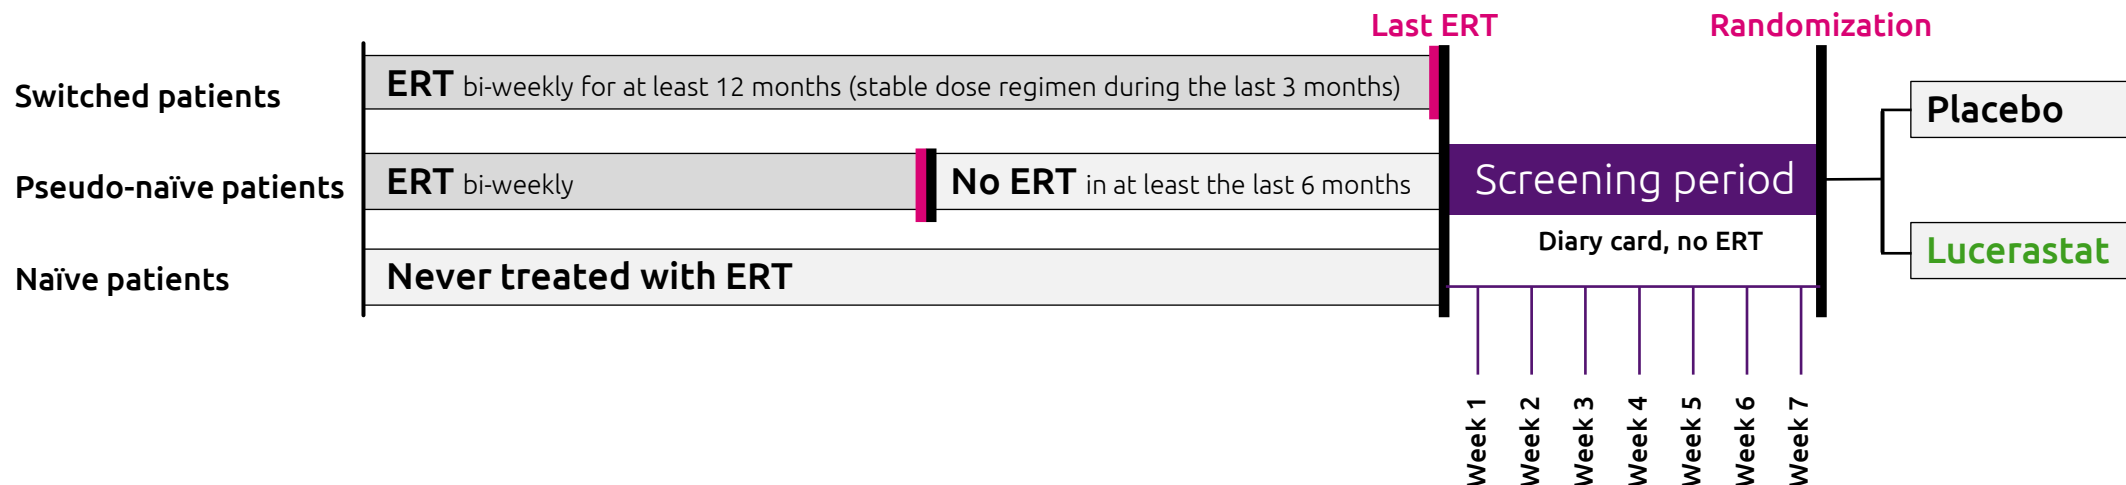 Last ERT
Randomization
Switched patients
ERT bi-weekly for at least 12 months (stable dose regimen during the last 3 months)
Placebo
Pseudo-naïve patients
ERT bi-weekly
No ERT in at least the last 6 months
Screening period
Diary card, no ERT
Lucerastat
Naïve patients
Never treated with ERT
Week 1
Week 2
Week 3
Week 4
Week 5
Week 6
Week 7